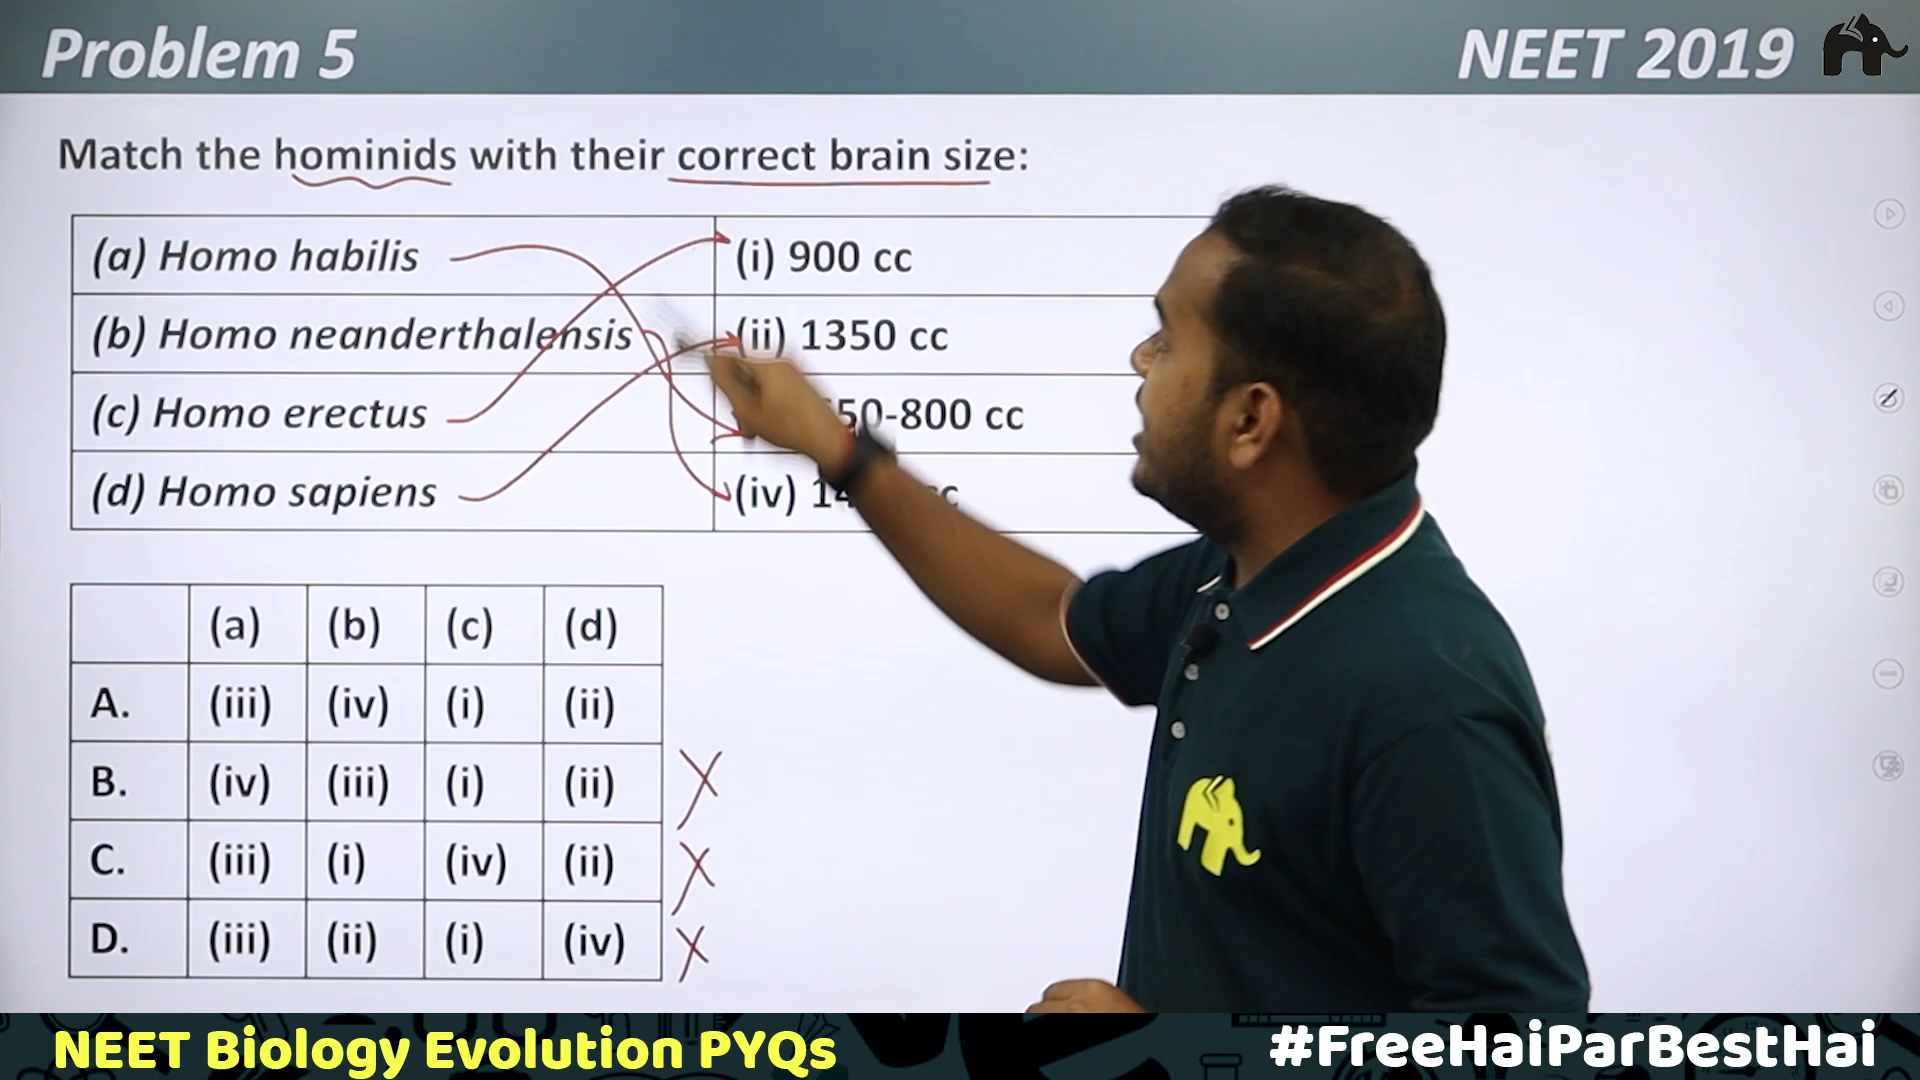 Problem 5
NEET 2019
Match the hominids with their correct brain size:
(a) Homo habilis (i) 900 cc
(b) Homo neanderthalensis (ii) 1350 cc
(c) Homo erectus 50-800 cc
(d) Homo sapiens (iv) 14
(a) (b) (c) (d)
A. (iii) (iv) (i) (ii)
B. (iv) (iii) (i) (ii)
C. (iii) (i) (iv) (ii)
D. (iii) (ii) (i) (iv)
NEET Biology Evolution PYQs
#FreeHaiParBestHai